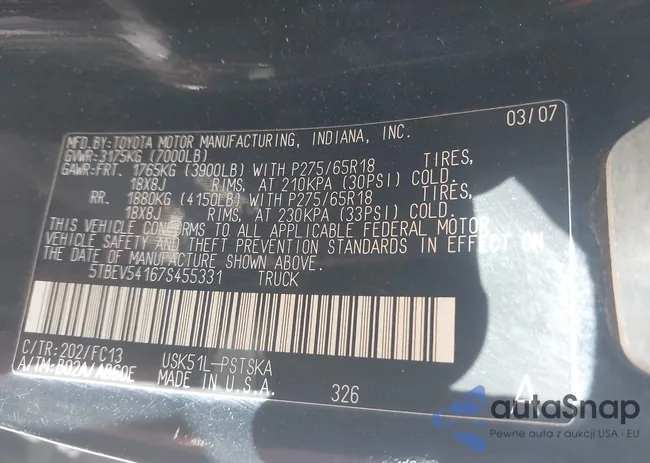 MFD.BY:TOYOTA MOTOR MANUFACTURING, INDIANA, INC. 03/07
GVWR:3175KG (7000LB)
GAWR:FRT. 1765KG (3900LB) WITH P275/65R18 TIRES,
18X8J RIMS, AT 210KPA (30PSI) COLD.
RR. 1880KG (4150LB) WITH P275/65R18 TIRES,
18X8J RIMS, AT 230KPA (33PSI) COLD.
THIS VEHICLE CONFORMS TO ALL APPLICABLE FEDERAL MOTOR
VEHICLE SAFETY AND THEFT PREVENTION STANDARDS IN EFFECT ON
THE DATE OF MANUFACTURE SHOWN ABOVE.
5TBEV54167S455331 TRUCK
C/TR:202/FC13 USK51L-PSTSKA
A/TM:B02A/AB60E MADE IN U.S.A. 326 A
autoSnap
Pewne auta z aukcji USA i EU